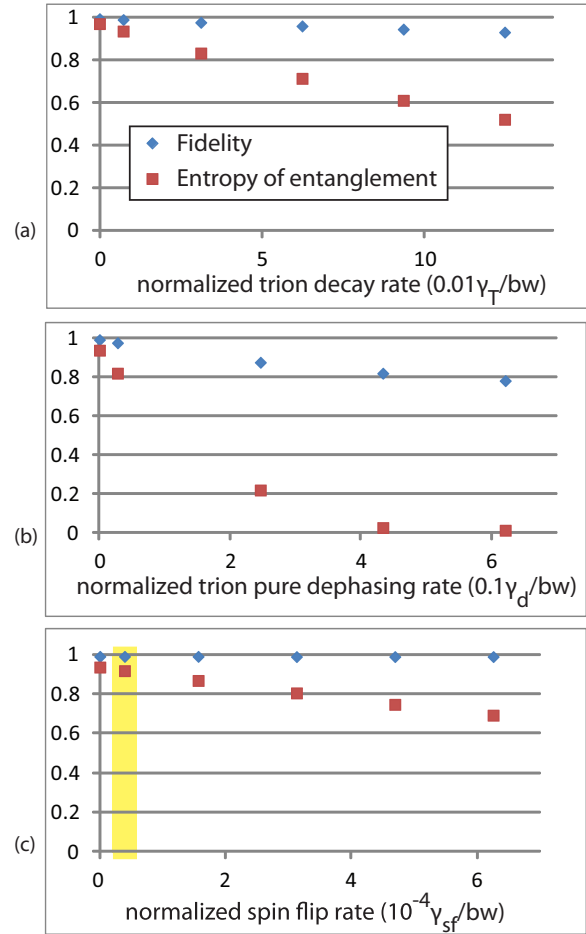 1
0.8
0.6
0.4
0.2
0
Fidelity
Entropy of entanglement
(a)
0 5 10
normalized trion decay rate (0.01γ_T/bw)
1
0.8
0.6
0.4
0.2
0
(b)
0 2 4 6
normalized trion pure dephasing rate (0.1γ_d/bw)
1
0.8
0.6
0.4
0.2
0
(c)
0 2 4 6
normalized spin flip rate (10⁻⁴γ_sf/bw)